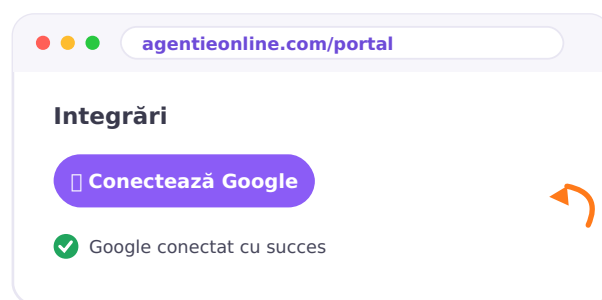 agentieonline.com/portal
Integrări
Conectează Google
Google conectat cu succes